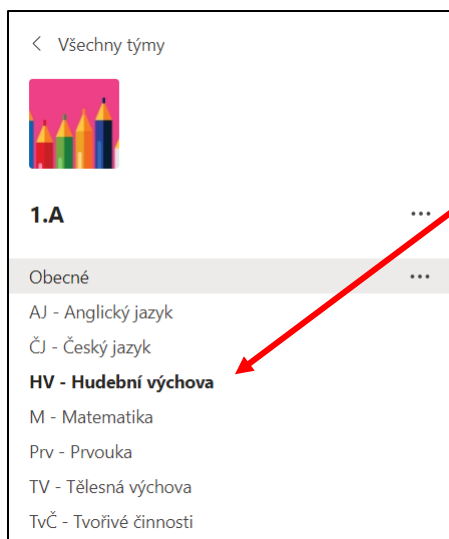 Všechny týmy
1.A
Obecné
AJ - Anglický jazyk
ČJ - Český jazyk
HV - Hudební výchova
M - Matematika
Prv - Prvouka
TV - Tělesná výchova
TvČ - Tvořivé činnosti